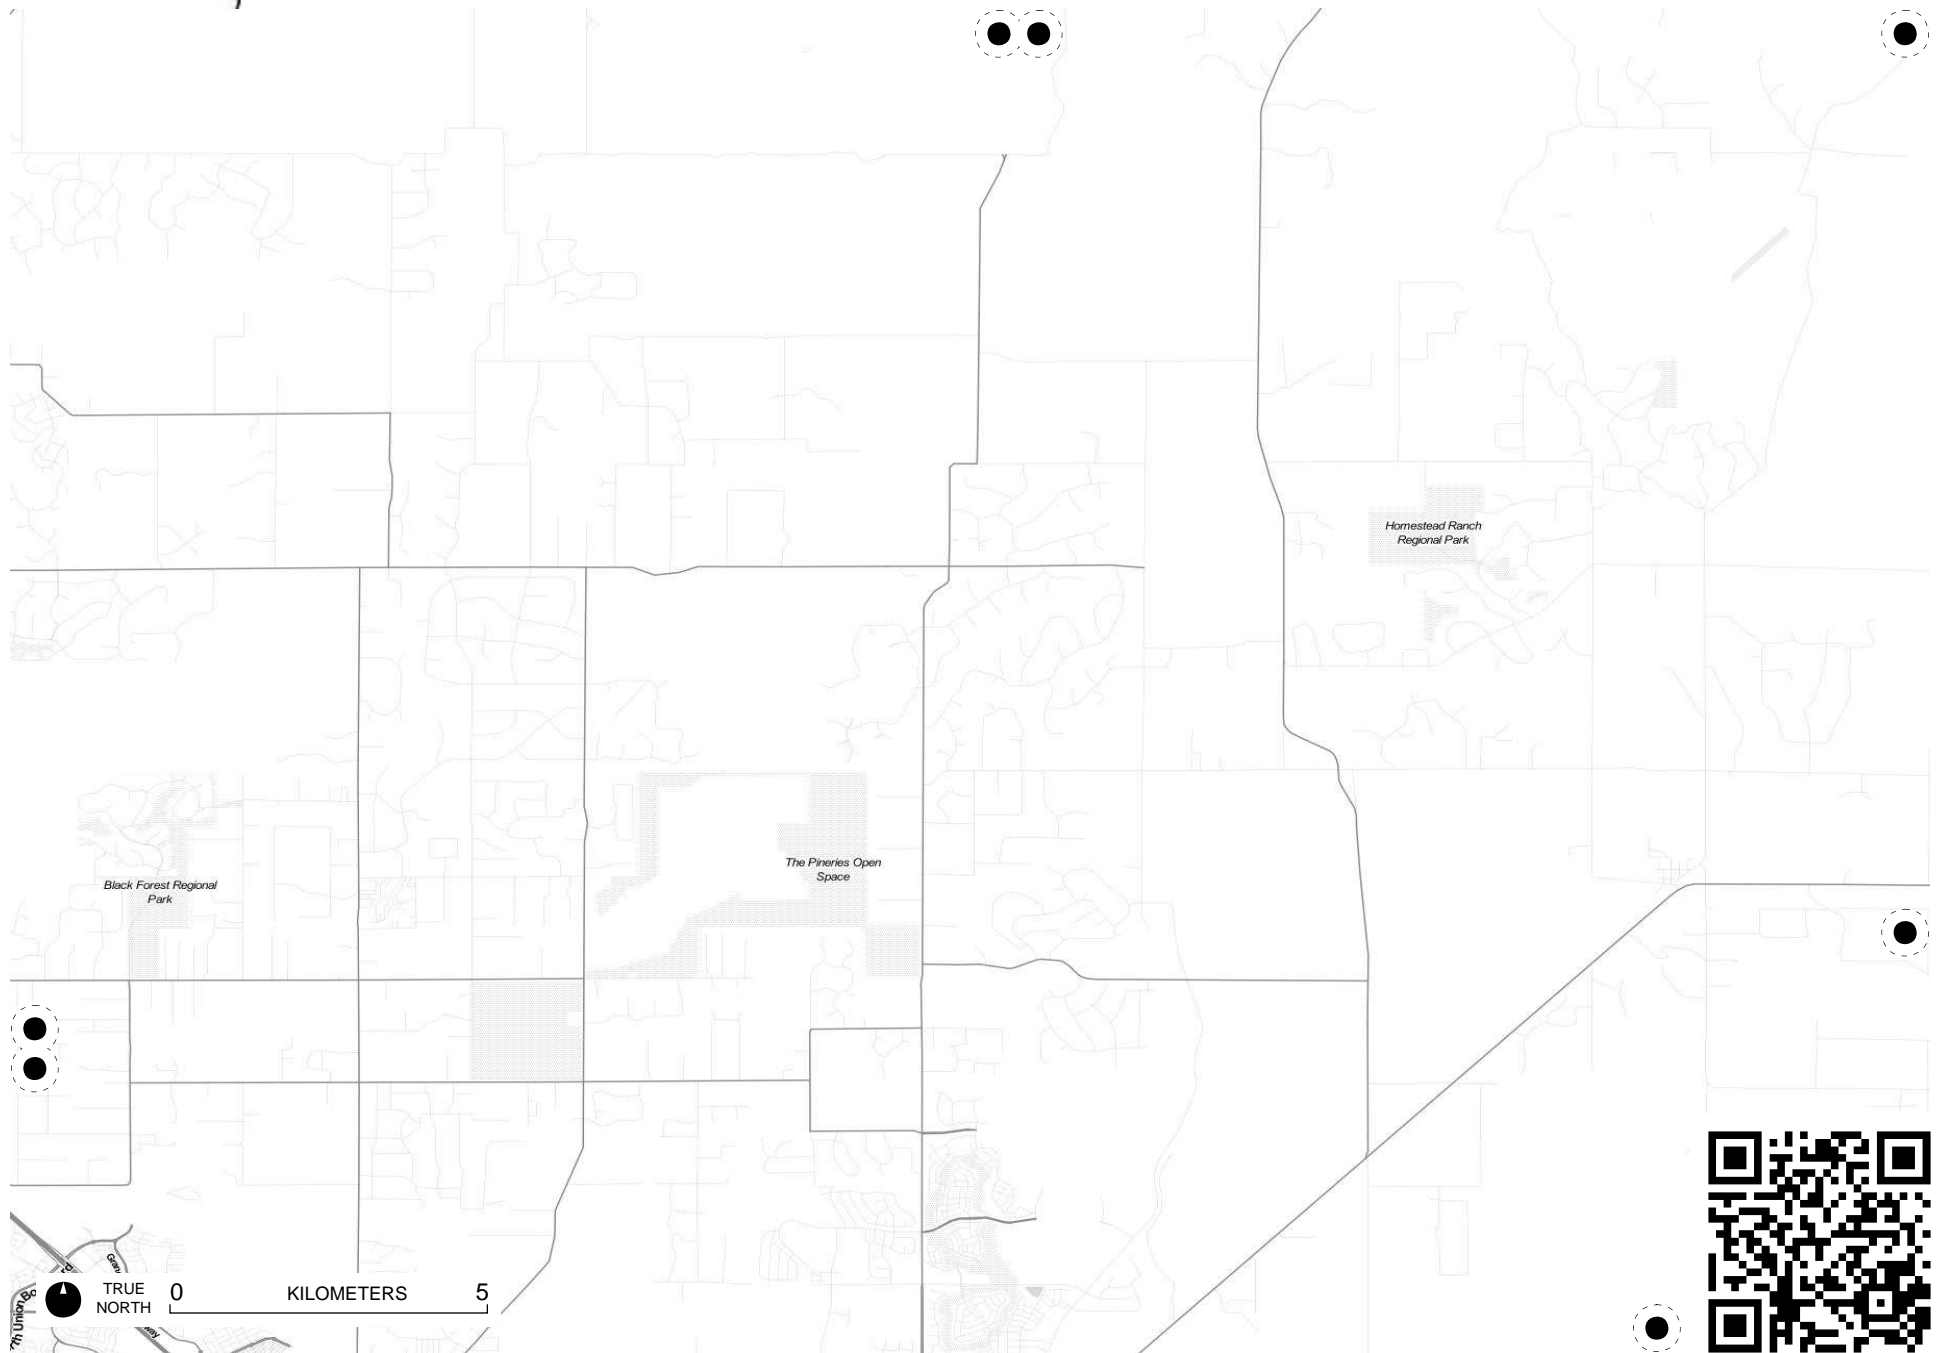 Homestead Ranch
Regional Park
The Pineries Open
Space
Black Forest Regional
Park
TRUE
NORTH
0
KILOMETERS
5